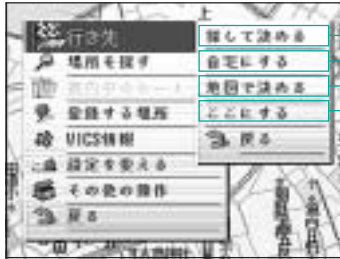 行き先
場所を探す
登録する場所
VICS情報
設定を変える
その他の操作
戻る
探して決める
自宅にする
地図で決める
ここにする
戻る